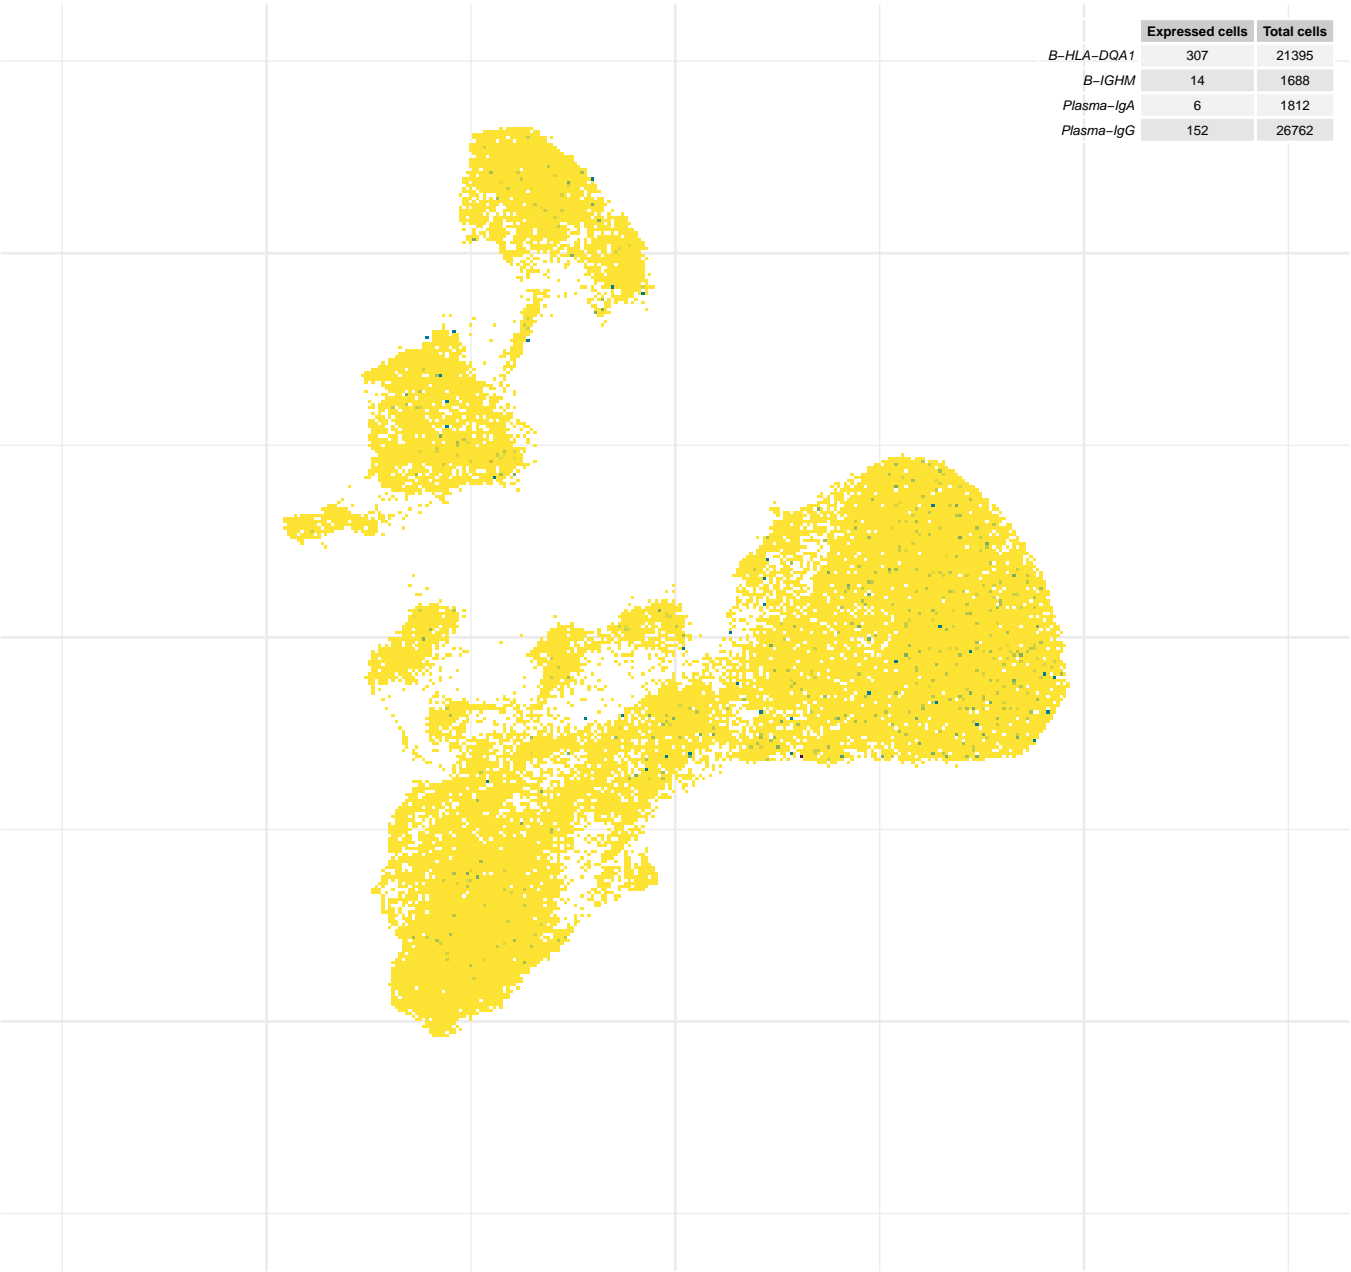 Expressed cells Total cells
B−HLA−DQA1 307 21395
B−IGHM 14 1688
Plasma−IgA 6 1812
Plasma−IgG 152 26762